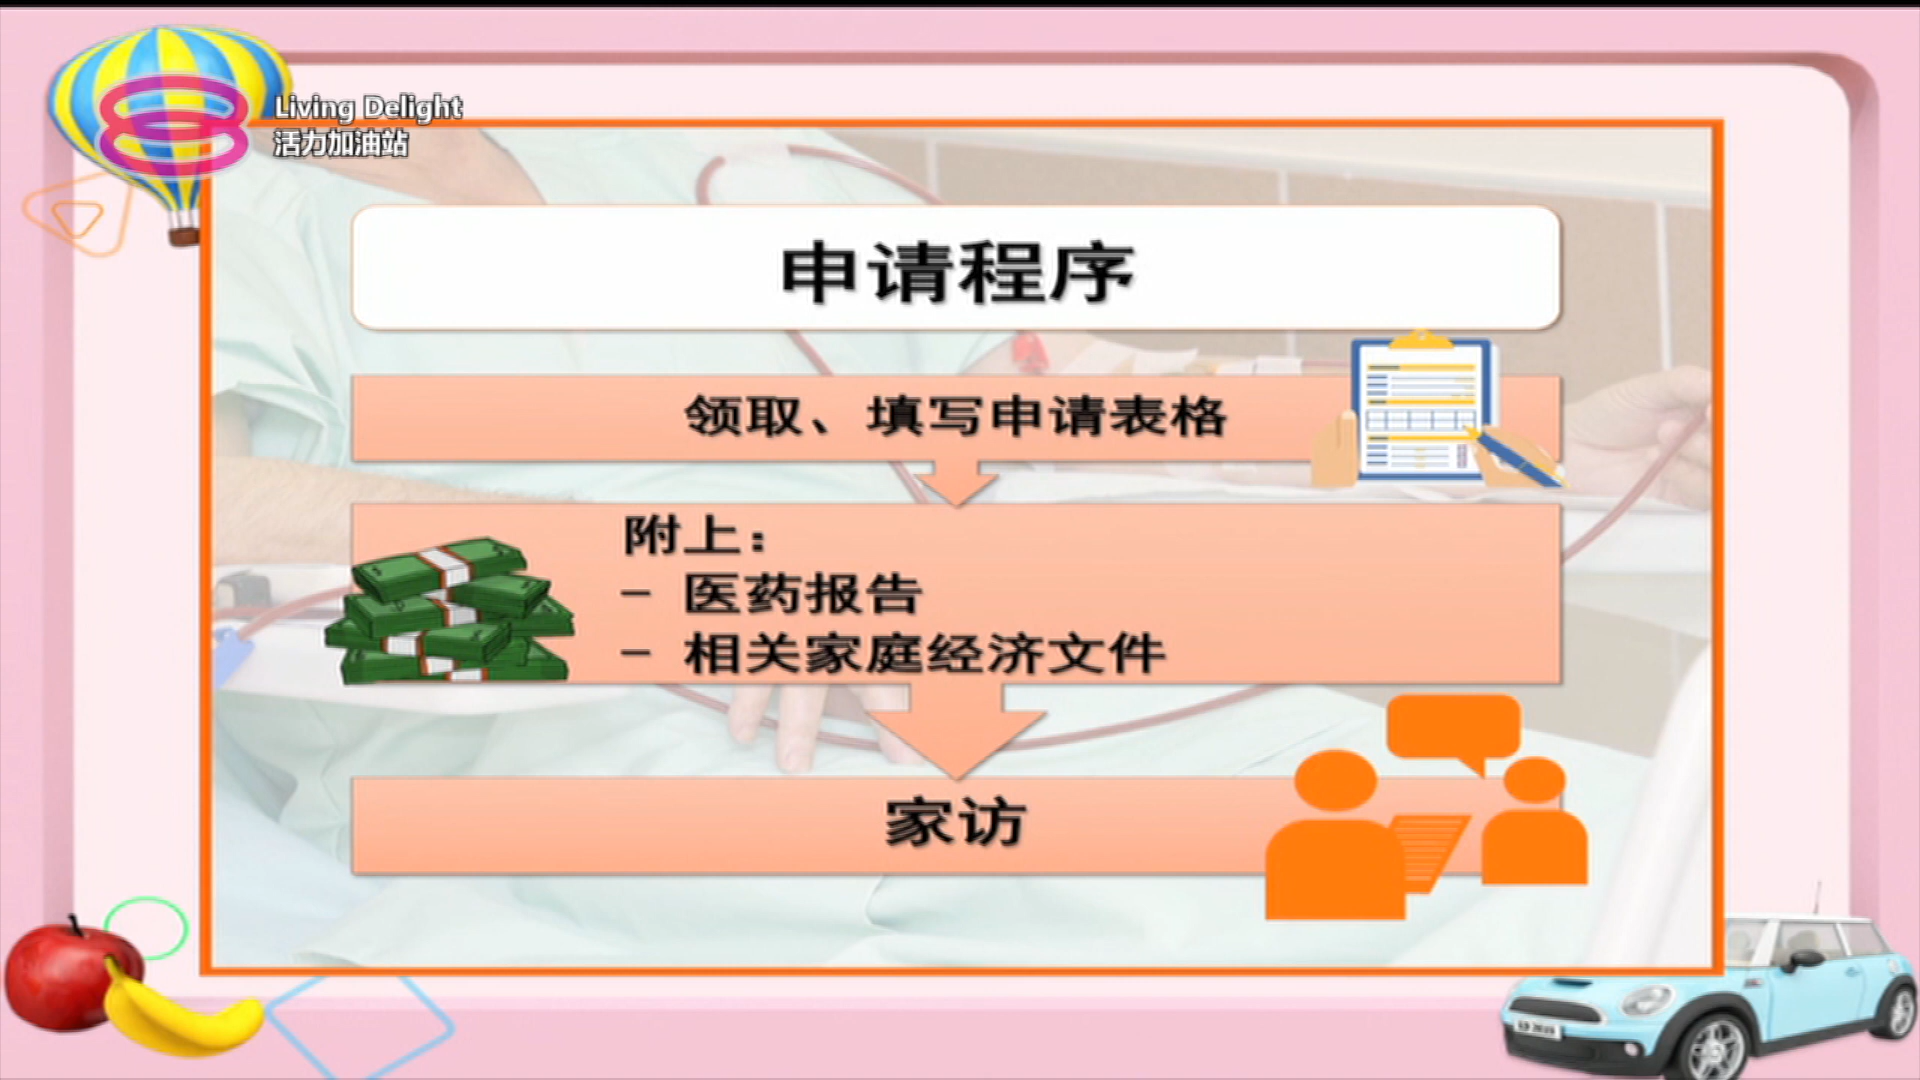 Living Delight
活力加油站
申请程序
领取、填写申请表格
附上：
- 医药报告
- 相关家庭经济文件
家访